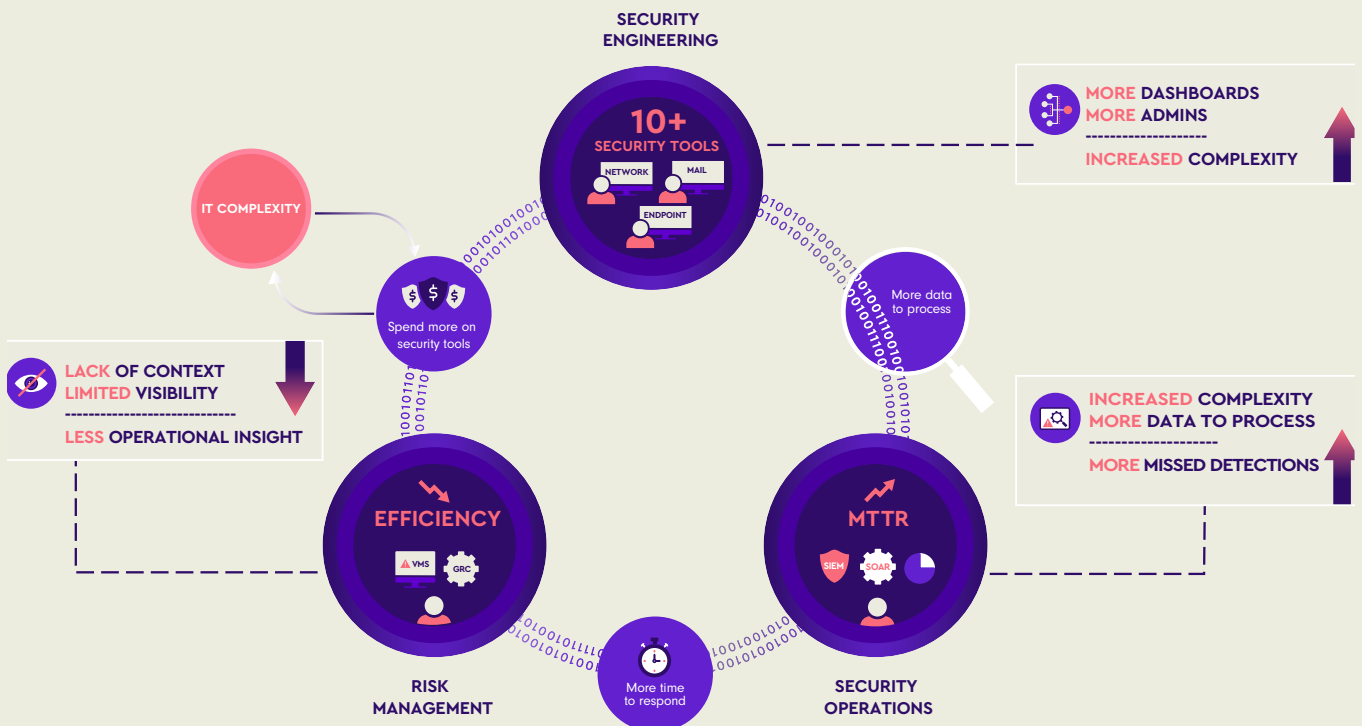 SECURITY
ENGINEERING
10+
SECURITY TOOLS
NETWORK
MAIL
ENDPOINT
MORE DASHBOARDS
MORE ADMINS
INCREASED COMPLEXITY
IT COMPLEXITY
$ $ $
Spend more on
security tools
More data
to process
LACK OF CONTEXT
LIMITED VISIBILITY
LESS OPERATIONAL INSIGHT
INCREASED COMPLEXITY
MORE DATA TO PROCESS
MORE MISSED DETECTIONS
EFFICIENCY
VMS
GRC
MTTR
SIEM
SOAR
More time
to respond
RISK
MANAGEMENT
SECURITY
OPERATIONS